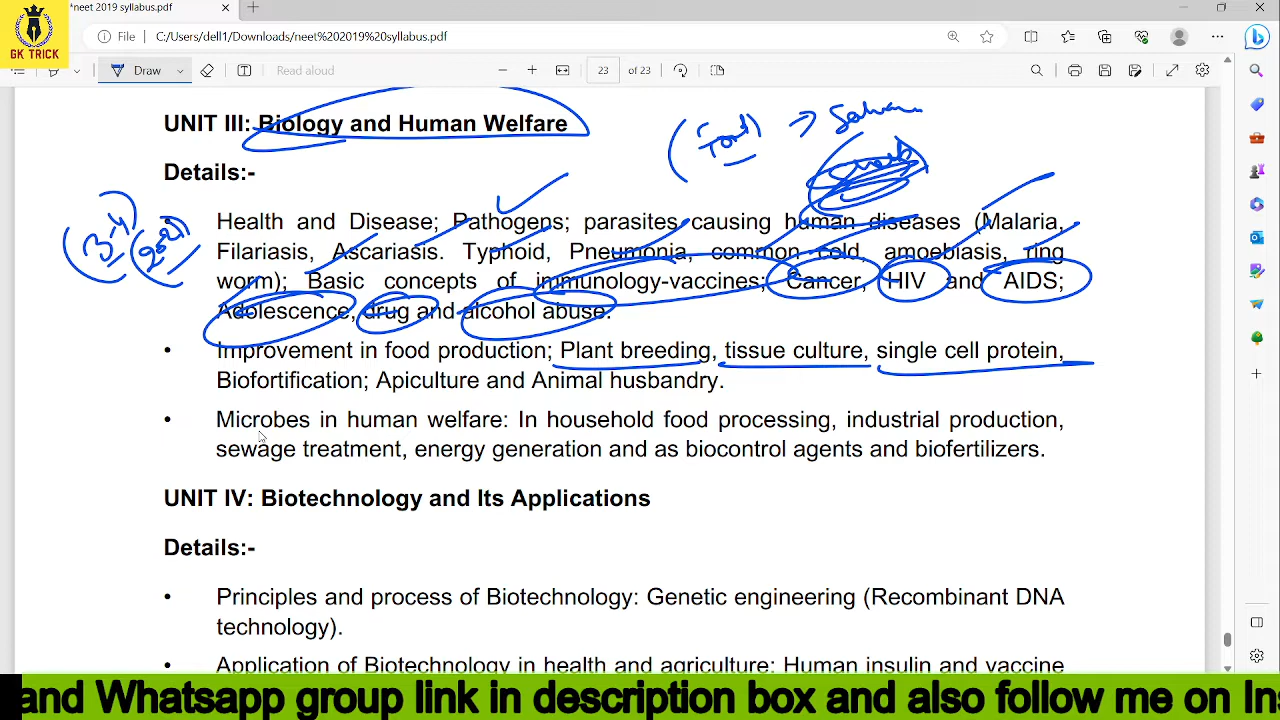 *neet 2019 syllabus.pdf
File C:/Users/dell1/Downloads/neet%202019%20syllabus.pdf
GK TRICK
Draw Read aloud 23 of 23
UNIT III: Biology and Human Welfare
Details:-
Health and Disease; Pathogens; parasites causing human diseases (Malaria,
Filariasis, Ascariasis. Typhoid, Pneumonia, common cold, amoebiasis, ring
worm); Basic concepts of immunology-vaccines; Cancer, HIV and AIDS;
Adolescence, drug and alcohol abuse.
• Improvement in food production; Plant breeding, tissue culture, single cell protein,
Biofortification; Apiculture and Animal husbandry.
• Microbes in human welfare: In household food processing, industrial production,
sewage treatment, energy generation and as biocontrol agents and biofertilizers.
UNIT IV: Biotechnology and Its Applications
Details:-
• Principles and process of Biotechnology: Genetic engineering (Recombinant DNA
technology).
• Application of Biotechnology in health and agriculture: Human insulin and vaccine
and Whatsapp group link in description box and also follow me on Ins